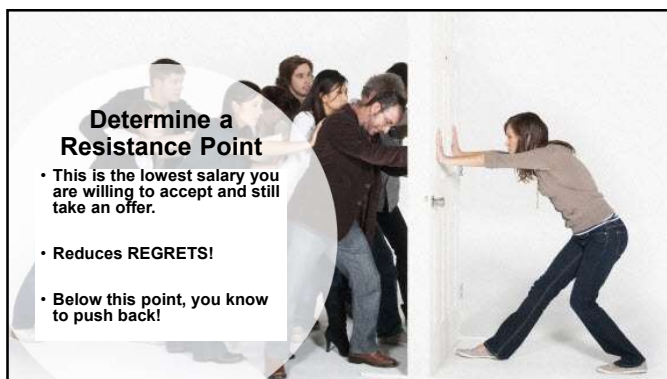 Determine a
Resistance Point
• This is the lowest salary you
are willing to accept and still
take an offer.
• Reduces REGRETS!
• Below this point, you know
to push back!